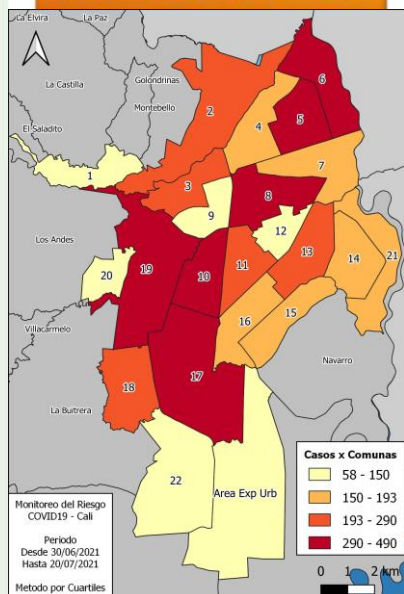 La Elvira
La Paz
La Castilla
Golondrinas
Montebello
El Saladito
Los Andes
Villacarmelo
La Buitrera
Navarro
6
2
4
5
7
1
3
8
9
12
19
10
11
13
14
21
20
16
15
17
18
22
Area Exp Urb
Monitoreo del Riesgo
COVID19 - Cali
Periodo
Desde 30/06/2021
Hasta 20/07/2021
Metodo por Cuartiles
Casos x Comunas
58 - 150
150 - 193
193 - 290
290 - 490
0 1 2 km